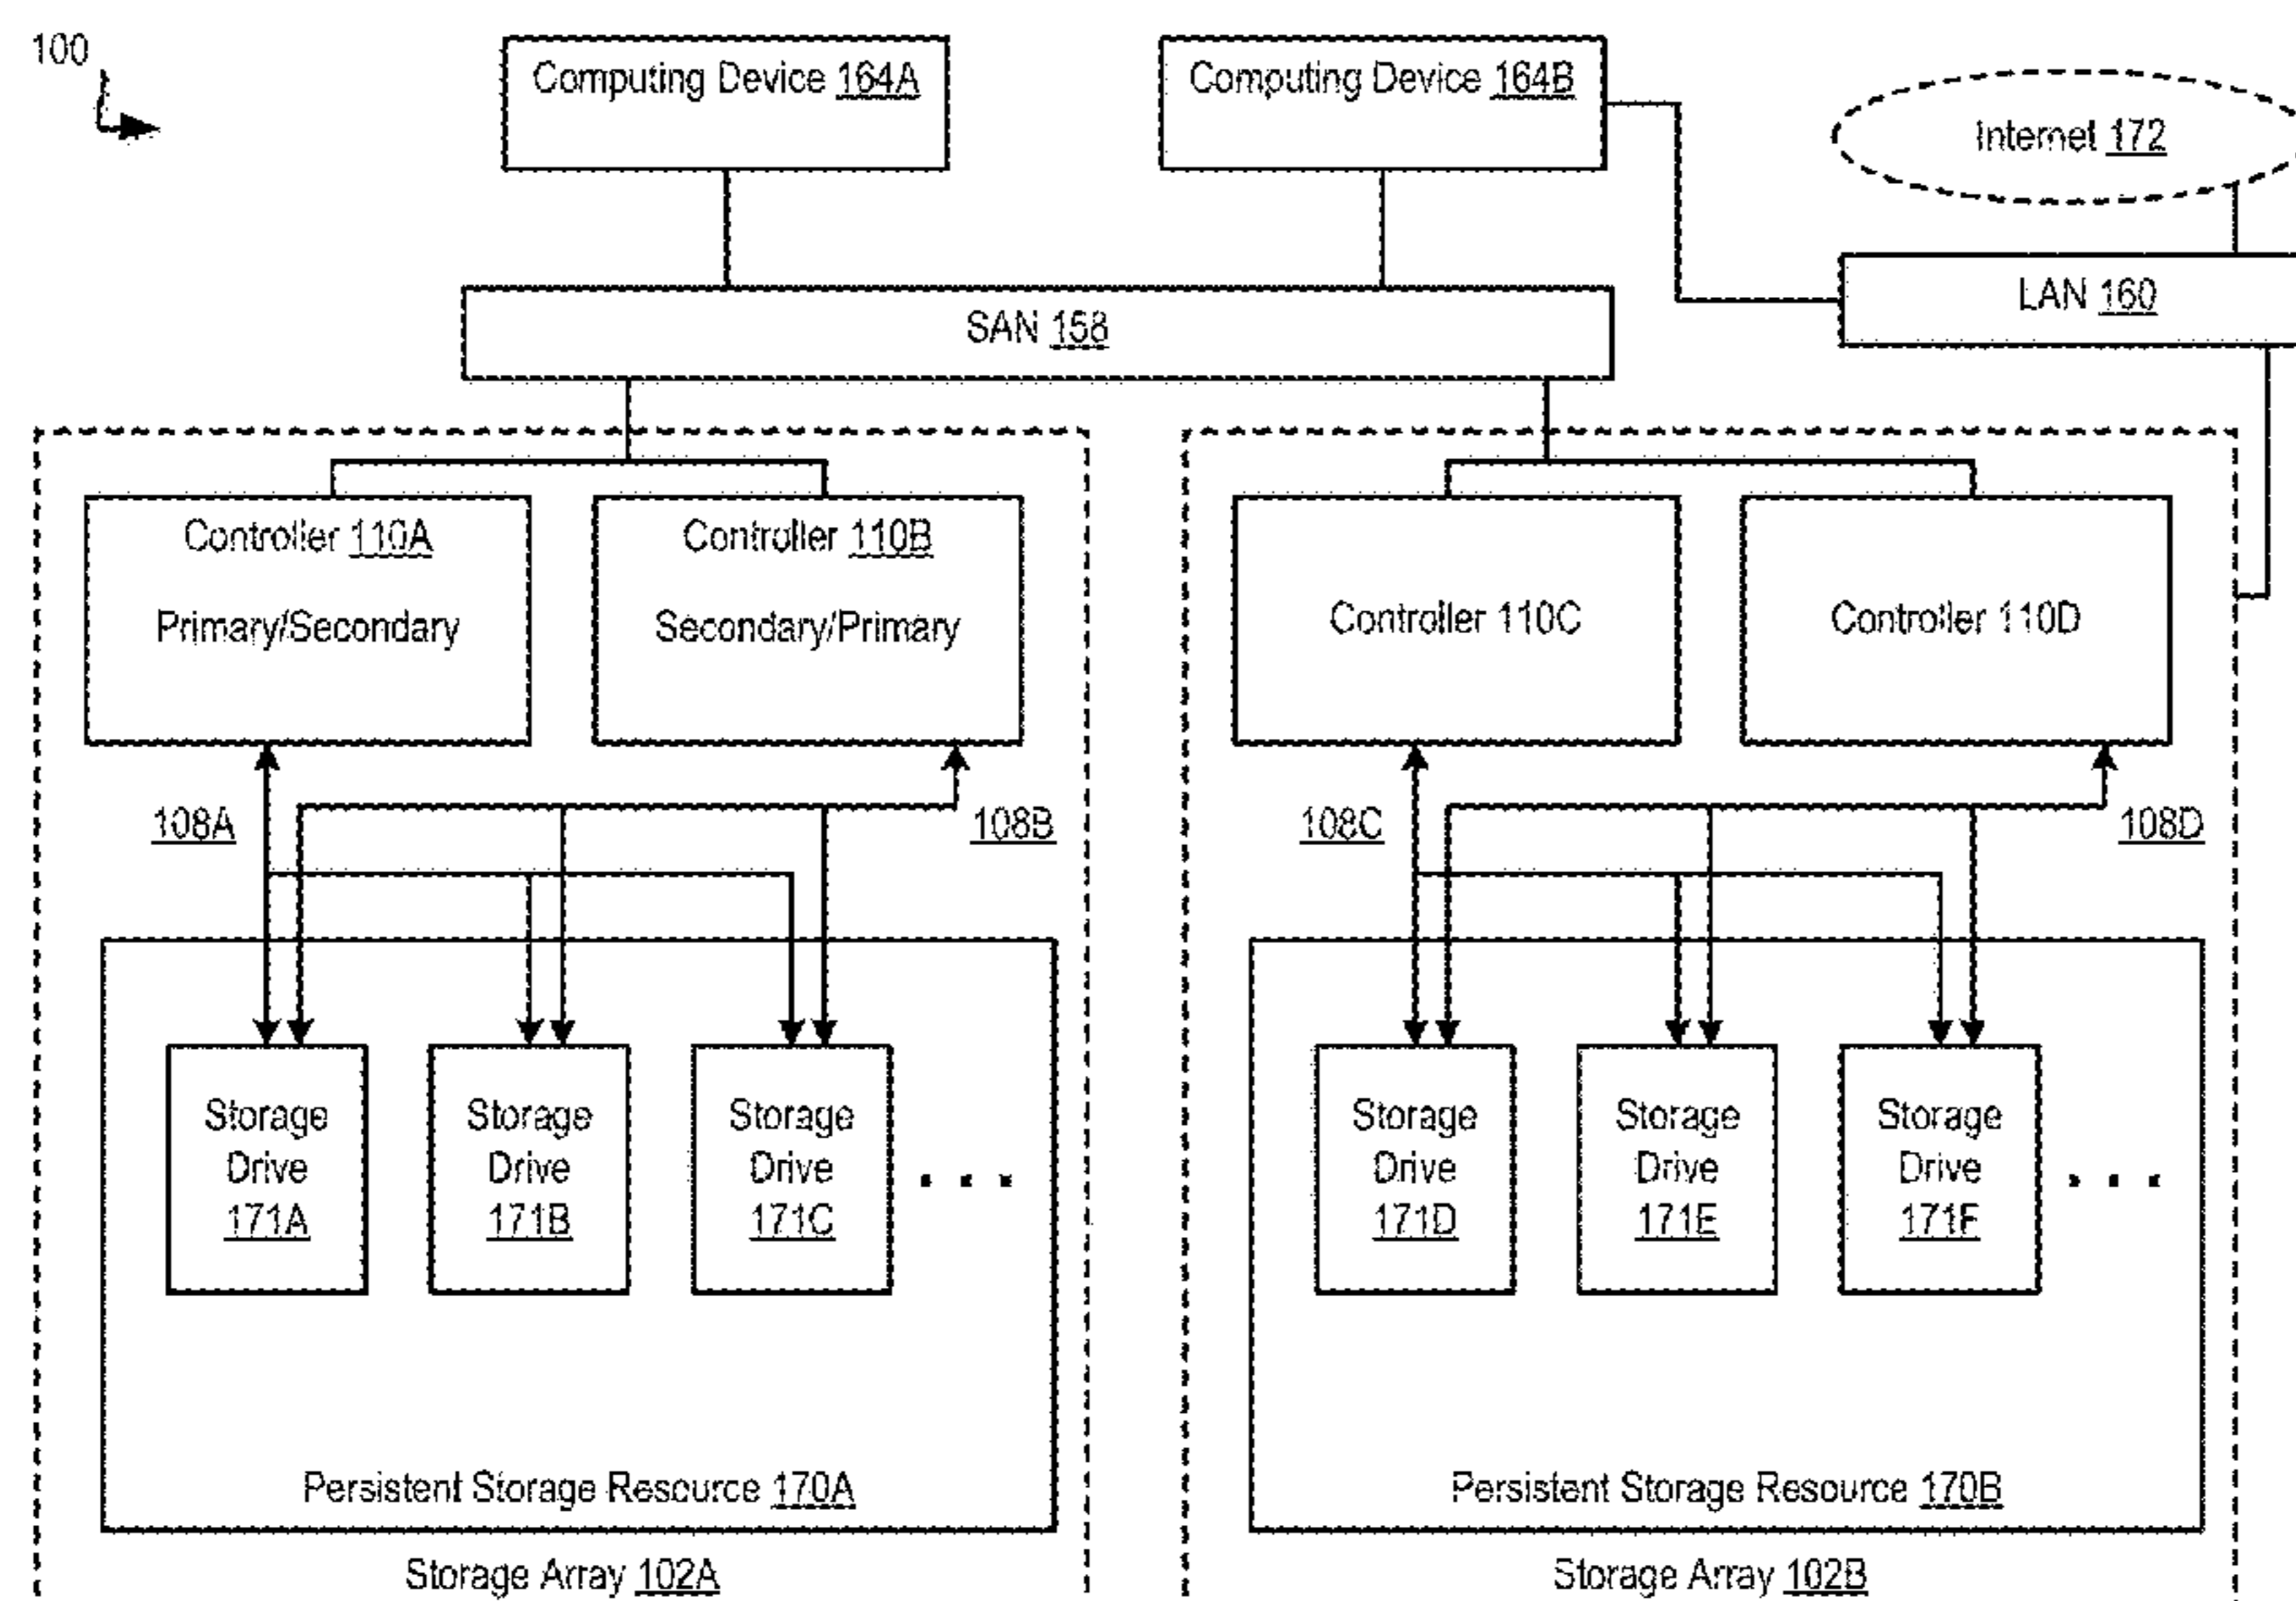 100
Computing Device 164A
Computing Device 164B
Internet 172
LAN 160
SAN 158
Controller 110A
Primary/Secondary
Controller 110B
Secondary/Primary
Controller 110C
Controller 110D
108A
108B
108C
108D
Storage
Drive
171A
Storage
Drive
171B
Storage
Drive
171C
. . .
Storage
Drive
171D
Storage
Drive
171E
Storage
Drive
171F
. . .
Persistent Storage Resource 170A
Persistent Storage Resource 170B
Storage Array 102A
Storage Array 102B